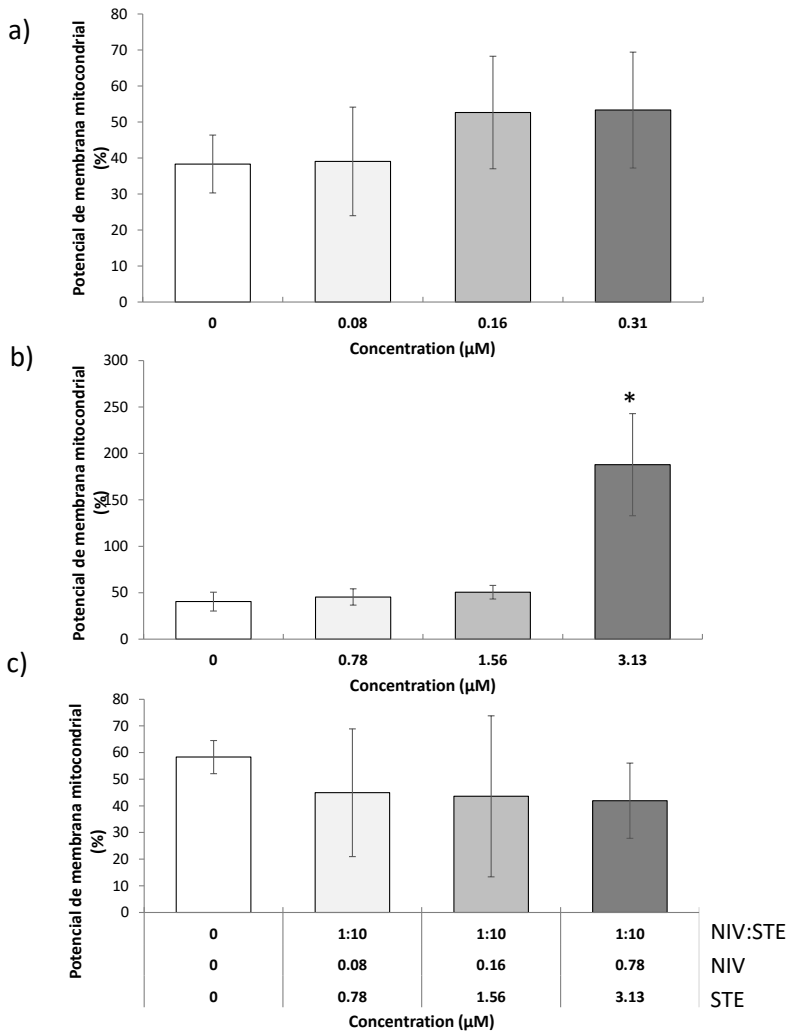 a)
Potencial de membrana mitocondrial
(%)
80
70
60
50
40
30
20
10
0
0 0.08 0.16 0.31
Concentration (µM)
b)
Potencial de membrana mitocondrial
(%)
300
250
200
150
100
50
0
*
0 0.78 1.56 3.13
Concentration (µM)
c)
Potencial de membrana mitocondrial
(%)
80
70
60
50
40
30
20
10
0
0 1:10 1:10 1:10 NIV:STE
0 0.08 0.16 0.78 NIV
0 0.78 1.56 3.13 STE
Concentration (µM)